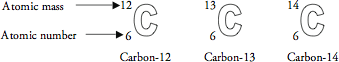 Atomic mass 12 C 13 C 14 C
Atomic number 6 6 6
Carbon-12 Carbon-13 Carbon-14